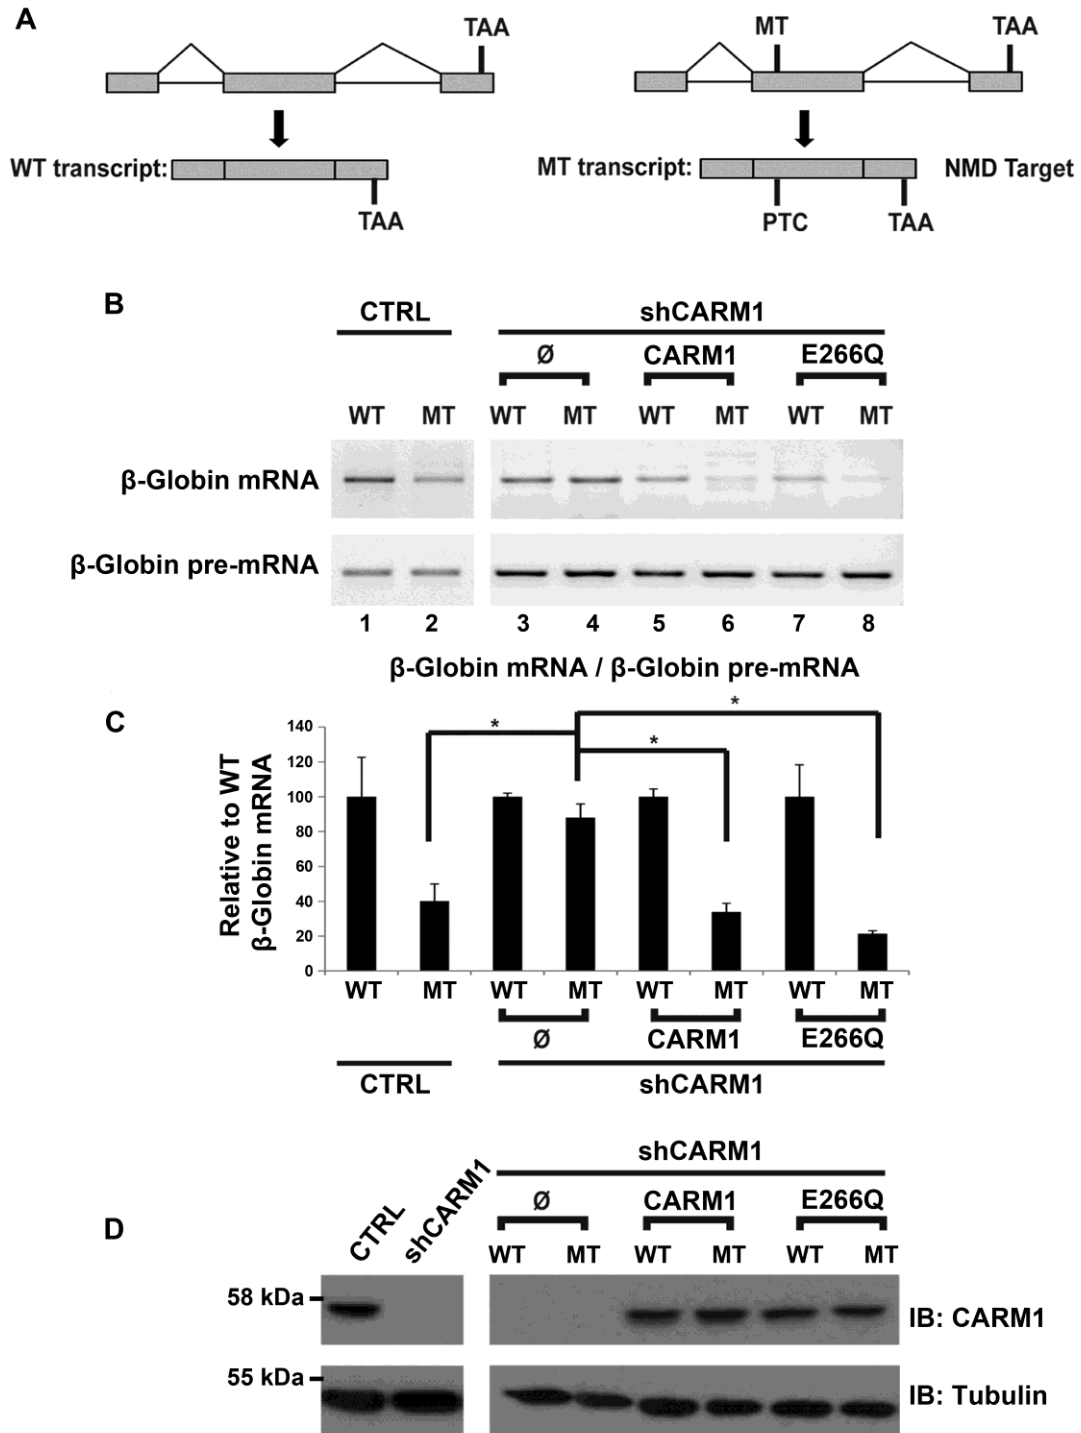 A
TAA
MT
TAA
WT transcript:
TAA
MT transcript:
NMD Target
PTC
TAA
B
CTRL
shCARM1
Ø
CARM1
E266Q
WT MT WT MT WT MT WT MT
β-Globin mRNA
β-Globin pre-mRNA
1 2 3 4 5 6 7 8
β-Globin mRNA / β-Globin pre-mRNA
C
* * *
Relative to WT
β-Globin mRNA
140
120
100
80
60
40
20
0
WT MT WT MT WT MT WT MT
Ø CARM1 E266Q
CTRL shCARM1
D
shCARM1
CTRL shCARM1
Ø CARM1 E266Q
WT MT WT MT WT MT
58 kDa
IB: CARM1
55 kDa
IB: Tubulin